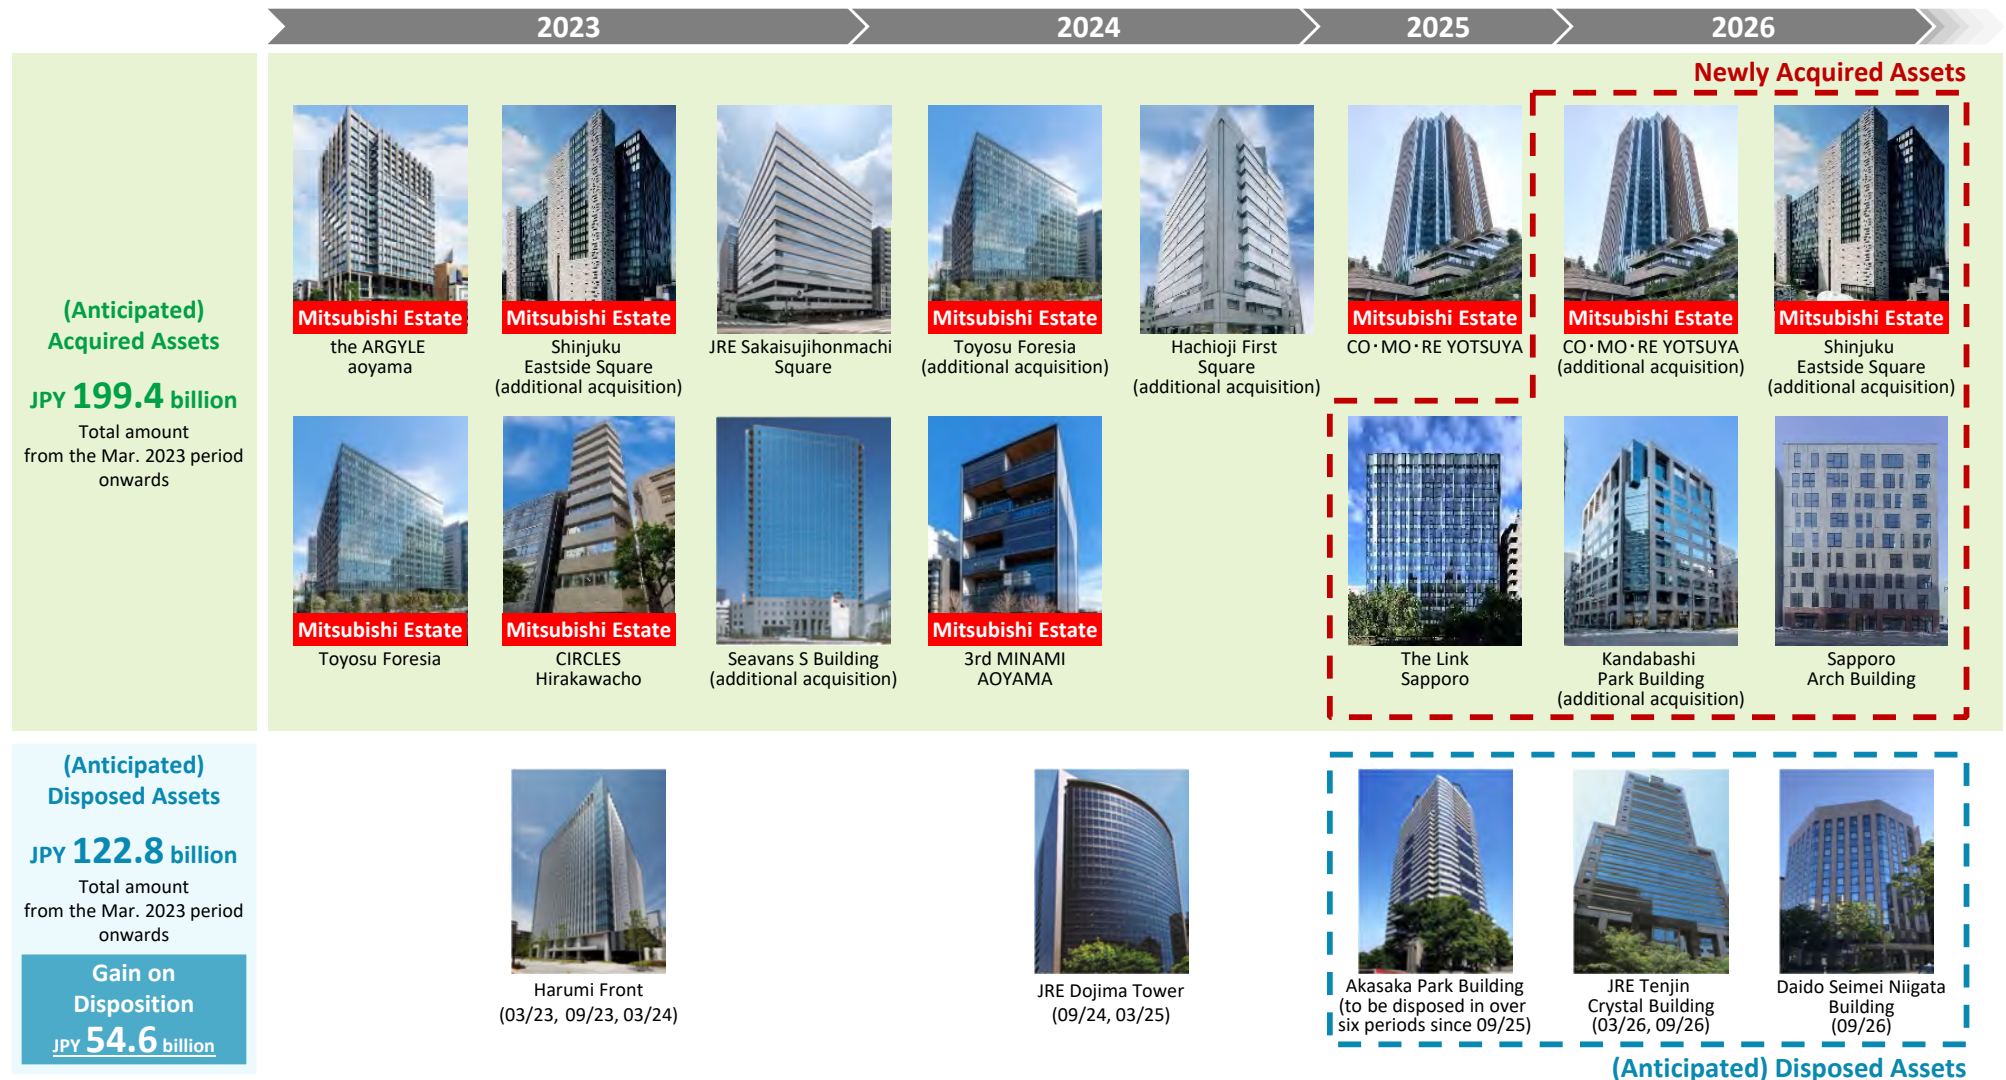 2023
2024
2025
2026
Newly Acquired Assets
(Anticipated)
Acquired Assets
JPY 199.4 billion
Total amount
from the Mar. 2023 period
onwards
Mitsubishi Estate
the ARGYLE
aoyama
Mitsubishi Estate
Shinjuku
Eastside Square
(additional acquisition)
JRE Sakaisujihonmachi
Square
Mitsubishi Estate
Toyosu Foresia
(additional acquisition)
Hachioji First
Square
(additional acquisition)
Mitsubishi Estate
CO・MO・RE YOTSUYA
Mitsubishi Estate
CO・MO・RE YOTSUYA
(additional acquisition)
Mitsubishi Estate
Shinjuku
Eastside Square
(additional acquisition)
Mitsubishi Estate
Toyosu Foresia
Mitsubishi Estate
CIRCLES
Hirakawacho
Seavans S Building
(additional acquisition)
Mitsubishi Estate
3rd MINAMI
AOYAMA
The Link
Sapporo
Kandabashi
Park Building
(additional acquisition)
Sapporo
Arch Building
(Anticipated)
Disposed Assets
JPY 122.8 billion
Total amount
from the Mar. 2023 period
onwards
Gain on
Disposition
JPY 54.6 billion
Harumi Front
(03/23, 09/23, 03/24)
JRE Dojima Tower
(09/24, 03/25)
Akasaka Park Building
(to be disposed in over
six periods since 09/25)
JRE Tenjin
Crystal Building
(03/26, 09/26)
Daido Seimei Niigata
Building
(09/26)
(Anticipated) Disposed Assets